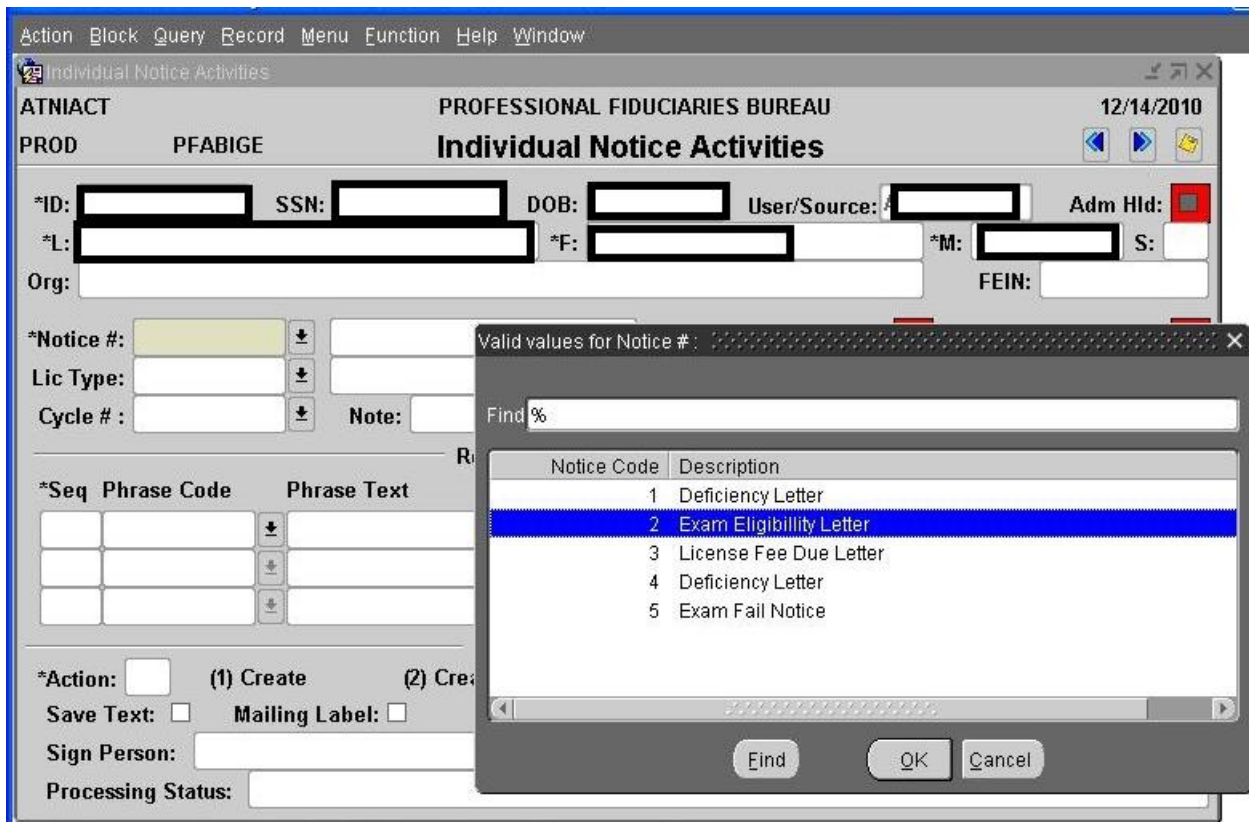 Action Block Query Record Menu Function Help Window
Individual Notice Activities
ATNIACT PROFESSIONAL FIDUCIARIES BUREAU 12/14/2010
PROD PFABIGE Individual Notice Activities
*ID: SSN: DOB: User/Source: Adm Hld:
*L: *F: *M: S:
Org: FEIN:
*Notice #:
Lic Type:
Cycle # : Note:
*Seq Phrase Code Phrase Text
*Action: (1) Create (2)
Save Text: Mailing Label:
Sign Person:
Processing Status:
Valid values for Notice # :
Find %
Notice Code Description
1 Deficiency Letter
2 Exam Eligibillity Letter
3 License Fee Due Letter
4 Deficiency Letter
5 Exam Fail Notice
Find OK Cancel